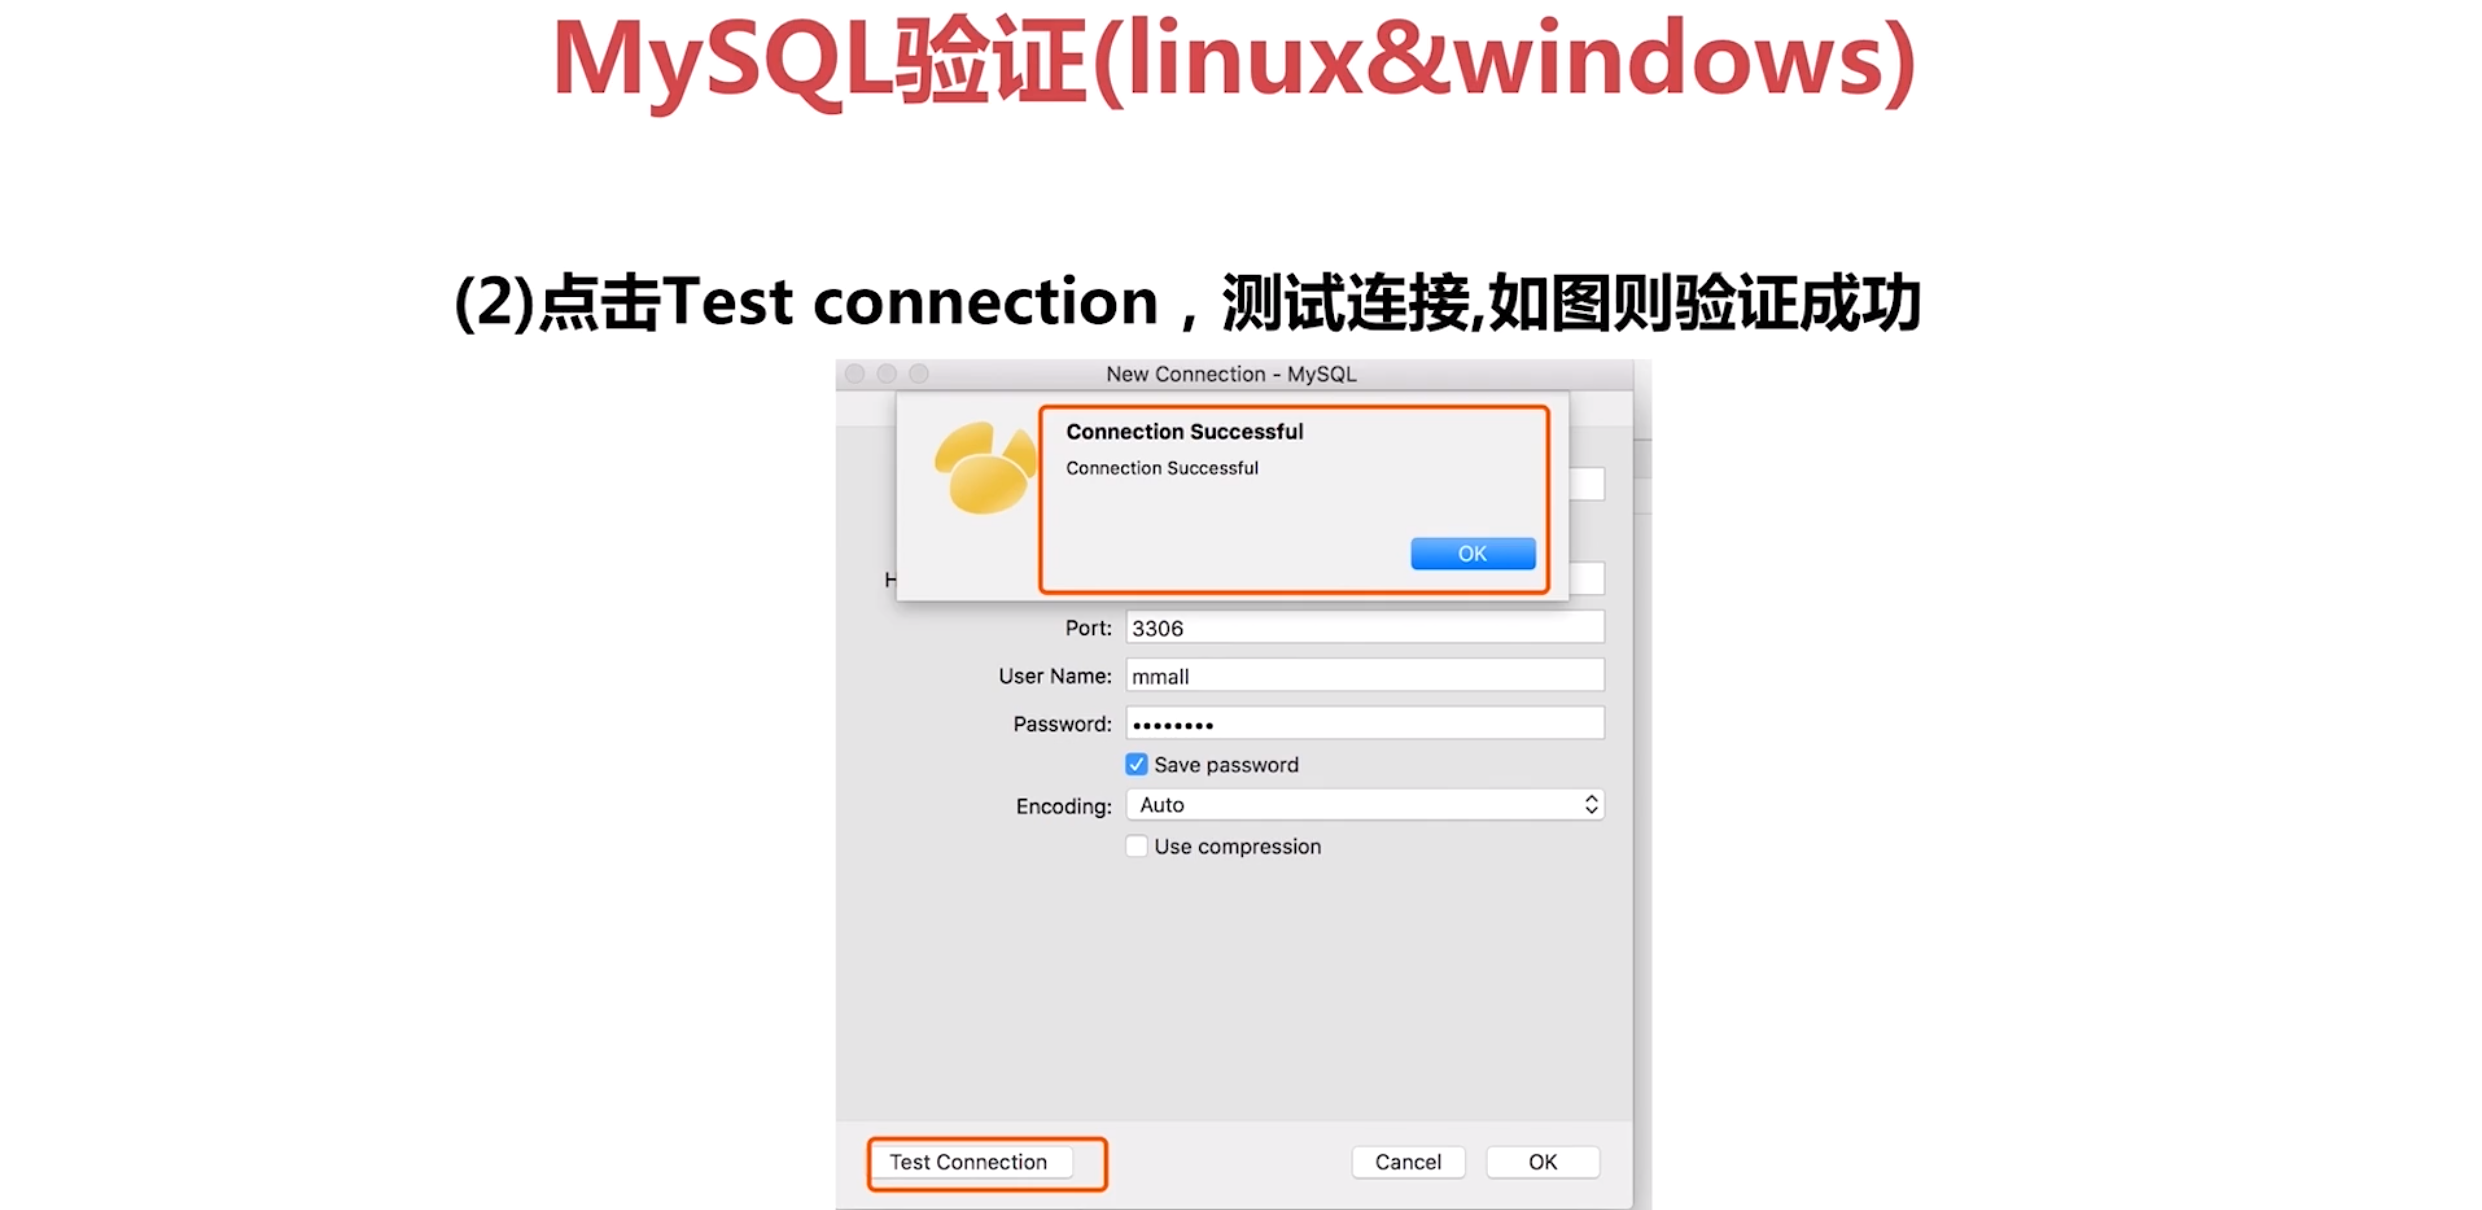 MySQL验证(linux&windows)
(2)点击Test connection，测试连接,如图则验证成功
New Connection - MySQL
Connection Successful
Connection Successful
OK
H
Port: 3306
User Name: mmall
Password: ••••••••
Save password
Encoding: Auto
Use compression
Test Connection Cancel OK